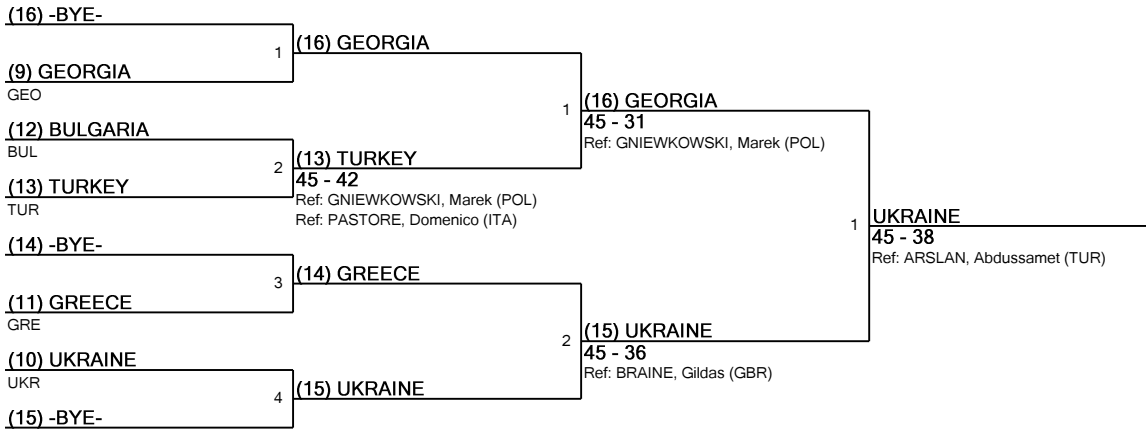 (16) -BYE-
1
(16) GEORGIA
(9) GEORGIA
GEO
1
(16) GEORGIA
45 - 31
Ref: GNIEWKOWSKI, Marek (POL)
(12) BULGARIA
BUL
2
(13) TURKEY
45 - 42
Ref: GNIEWKOWSKI, Marek (POL)
Ref: PASTORE, Domenico (ITA)
(13) TURKEY
TUR
1
UKRAINE
45 - 38
Ref: ARSLAN, Abdussamet (TUR)
(14) -BYE-
3
(14) GREECE
(11) GREECE
GRE
2
(15) UKRAINE
45 - 36
Ref: BRAINE, Gildas (GBR)
(10) UKRAINE
UKR
4
(15) UKRAINE
(15) -BYE-